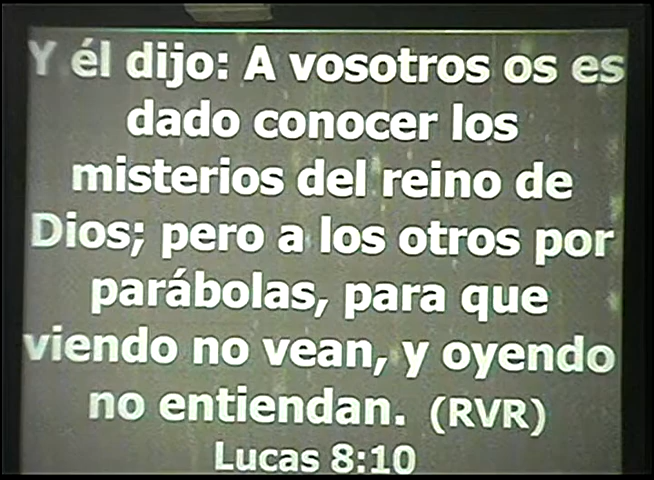 Y él dijo: A vosotros os es
dado conocer los
misterios del reino de
Dios; pero a los otros por
parábolas, para que
viendo no vean, y oyendo
no entiendan. (RVR)
Lucas 8:10